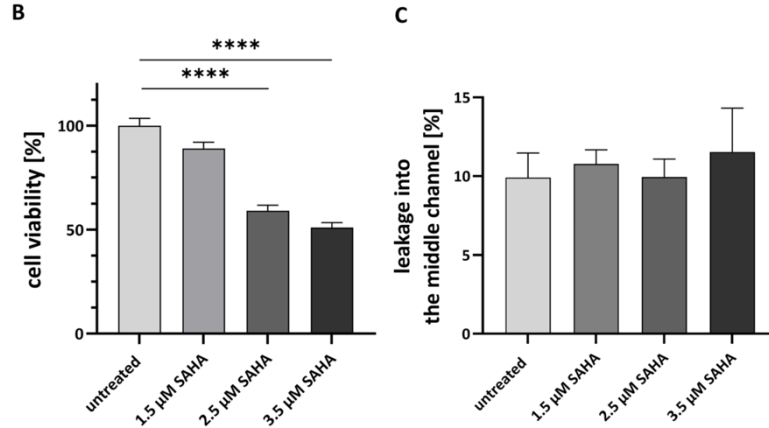 B
****
****
cell viability [%]
100
50
0
untreated
1.5 µM SAHA
2.5 µM SAHA
3.5 µM SAHA
C
leakage into
the middle channel [%]
15
10
5
0
untreated
1.5 µM SAHA
2.5 µM SAHA
3.5 µM SAHA